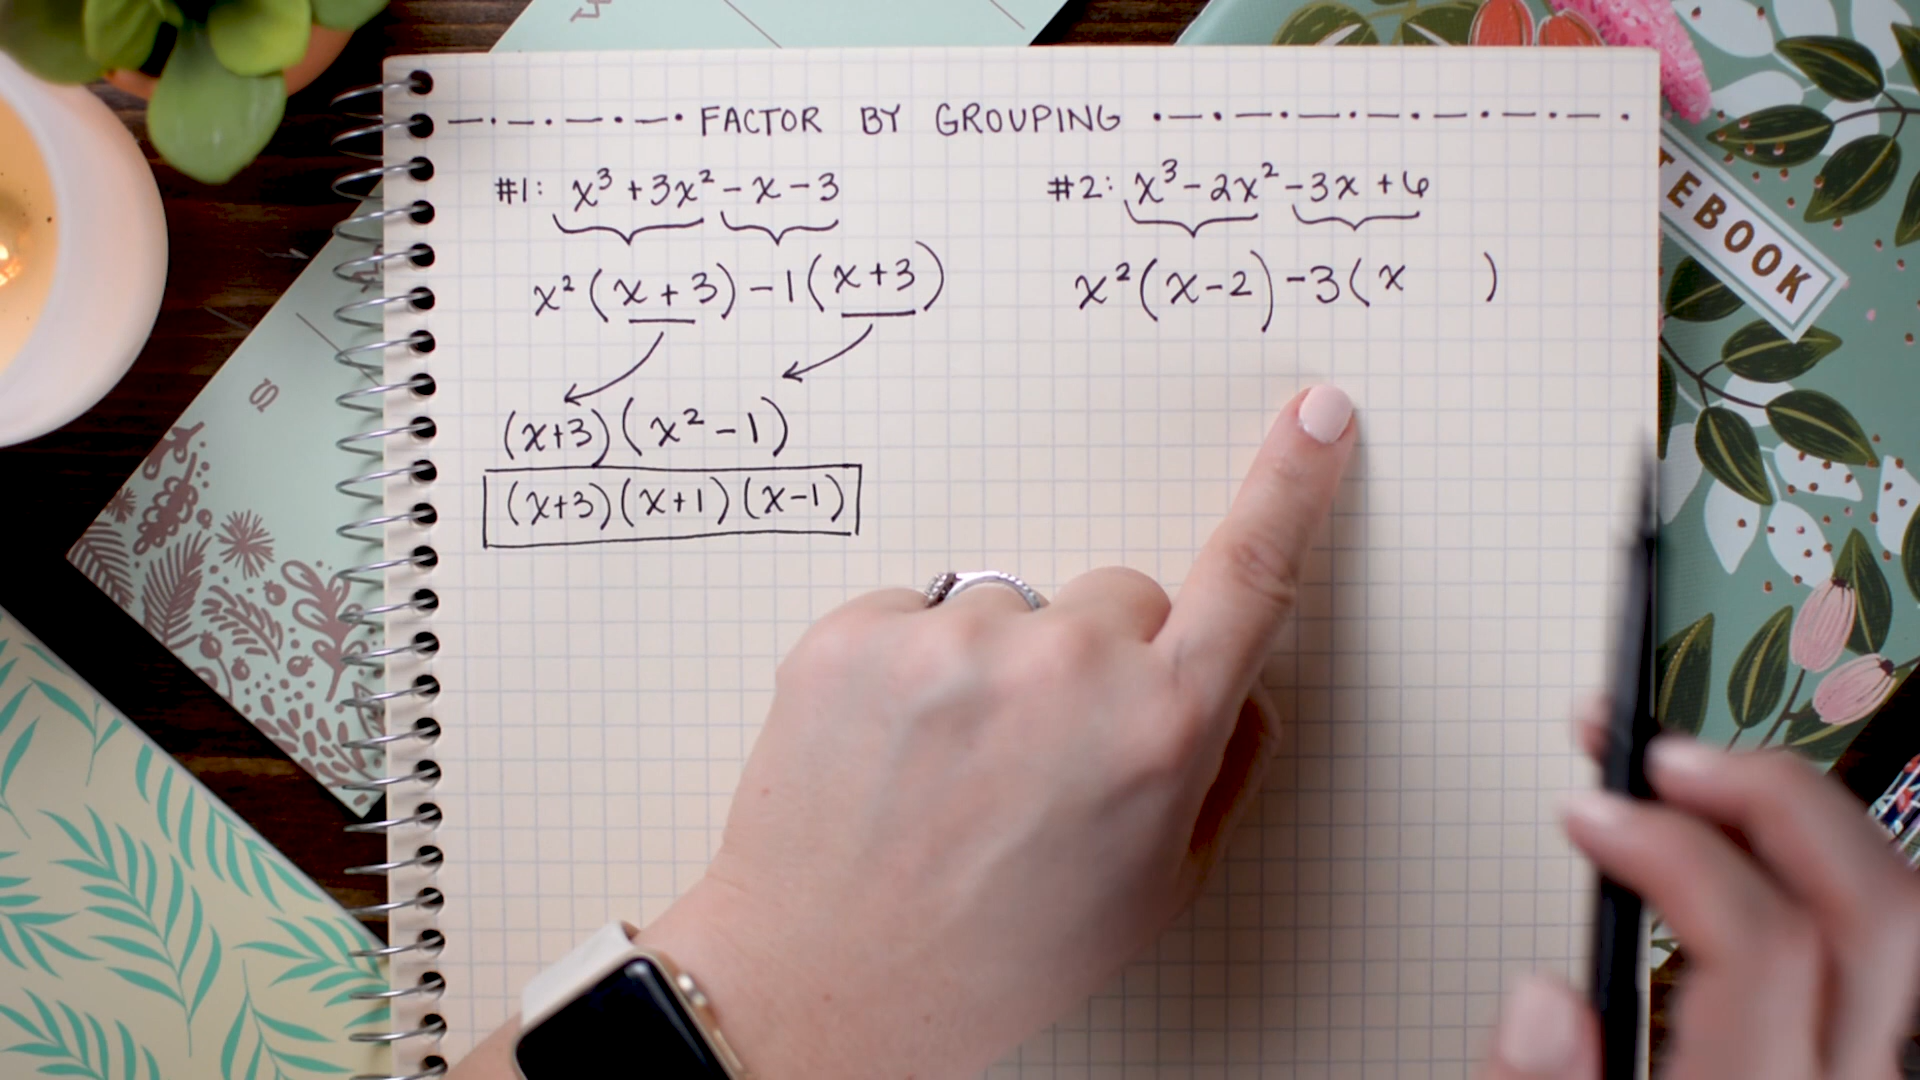 FACTOR BY GROUPING
#1: x³ + 3x² - x - 3
x² (x + 3) - 1 (x + 3)
(x+3) (x² - 1)
(x+3) (x+1) (x-1)
#2: x³ - 2x² - 3x + 6
x² (x - 2) - 3 ( x )
TEBOOK